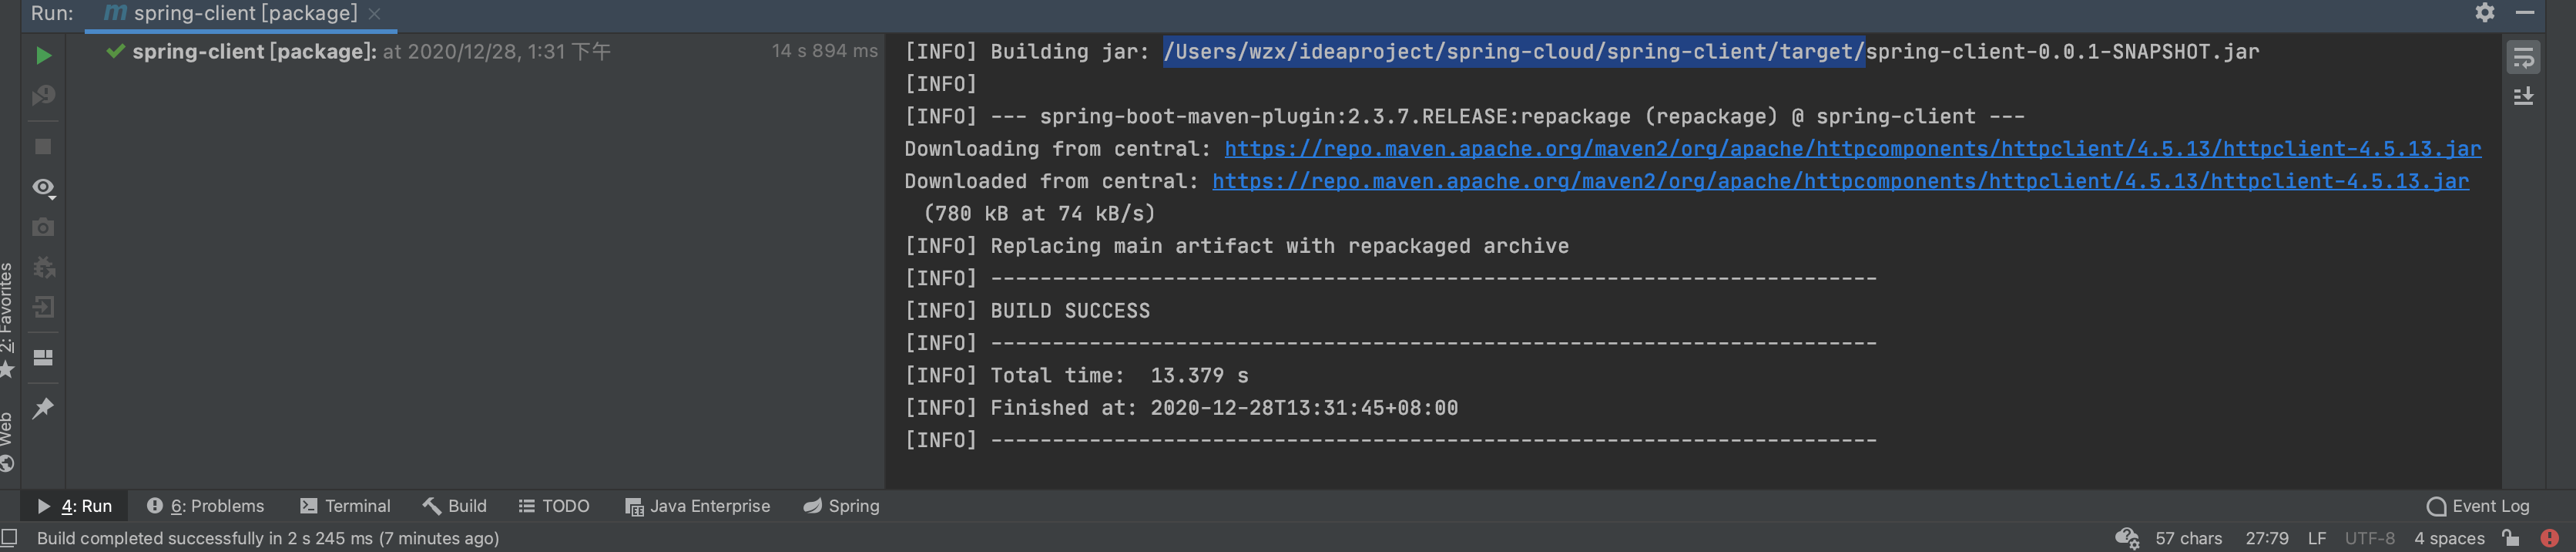 Run: spring-client [package]
spring-client [package]: at 2020/12/28, 1:31 下午 14 s 894 ms
[INFO] Building jar: /Users/wzx/ideaproject/spring-cloud/spring-client/target/spring-client-0.0.1-SNAPSHOT.jar
[INFO]
[INFO] --- spring-boot-maven-plugin:2.3.7.RELEASE:repackage (repackage) @ spring-client ---
Downloading from central: https://repo.maven.apache.org/maven2/org/apache/httpcomponents/httpclient/4.5.13/httpclient-4.5.13.jar
Downloaded from central: https://repo.maven.apache.org/maven2/org/apache/httpcomponents/httpclient/4.5.13/httpclient-4.5.13.jar
(780 kB at 74 kB/s)
[INFO] Replacing main artifact with repackaged archive
[INFO] ------------------------------------------------------------------------
[INFO] BUILD SUCCESS
[INFO] ------------------------------------------------------------------------
[INFO] Total time:  13.379 s
[INFO] Finished at: 2020-12-28T13:31:45+08:00
[INFO] ------------------------------------------------------------------------
2: Favorites
Web
4: Run 6: Problems Terminal Build TODO Java Enterprise Spring Event Log
Build completed successfully in 2 s 245 ms (7 minutes ago) 57 chars 27:79 LF UTF-8 4 spaces